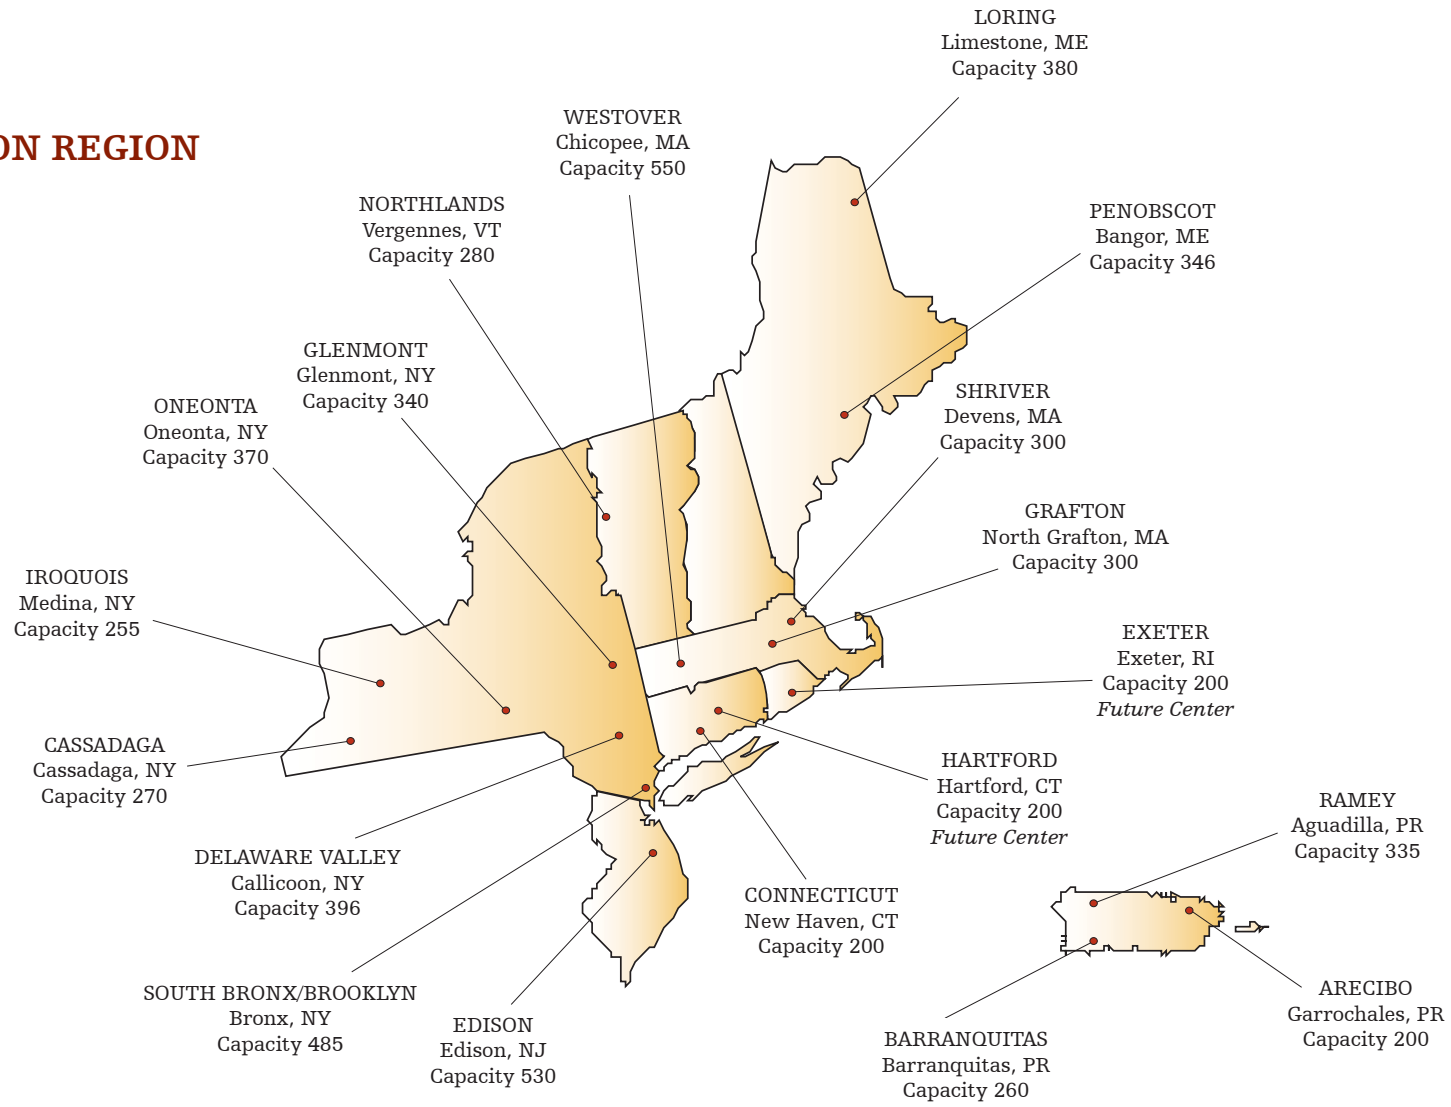 LORING
Limestone, ME
Capacity 380
ON REGION
WESTOVER
Chicopee, MA
Capacity 550
NORTHLANDS
Vergennes, VT
Capacity 280
PENOBSCOT
Bangor, ME
Capacity 346
GLENMONT
Glenmont, NY
Capacity 340
SHRIVER
Devens, MA
Capacity 300
ONEONTA
Oneonta, NY
Capacity 370
GRAFTON
North Grafton, MA
Capacity 300
IROQUOIS
Medina, NY
Capacity 255
EXETER
Exeter, RI
Capacity 200
Future Center
CASSADAGA
Cassadaga, NY
Capacity 270
HARTFORD
Hartford, CT
Capacity 200
Future Center
RAMEY
Aguadilla, PR
Capacity 335
DELAWARE VALLEY
Callicoon, NY
Capacity 396
CONNECTICUT
New Haven, CT
Capacity 200
SOUTH BRONX/BROOKLYN
Bronx, NY
Capacity 485
EDISON
Edison, NJ
Capacity 530
BARRANQUITAS
Barranquitas, PR
Capacity 260
ARECIBO
Garrochales, PR
Capacity 200